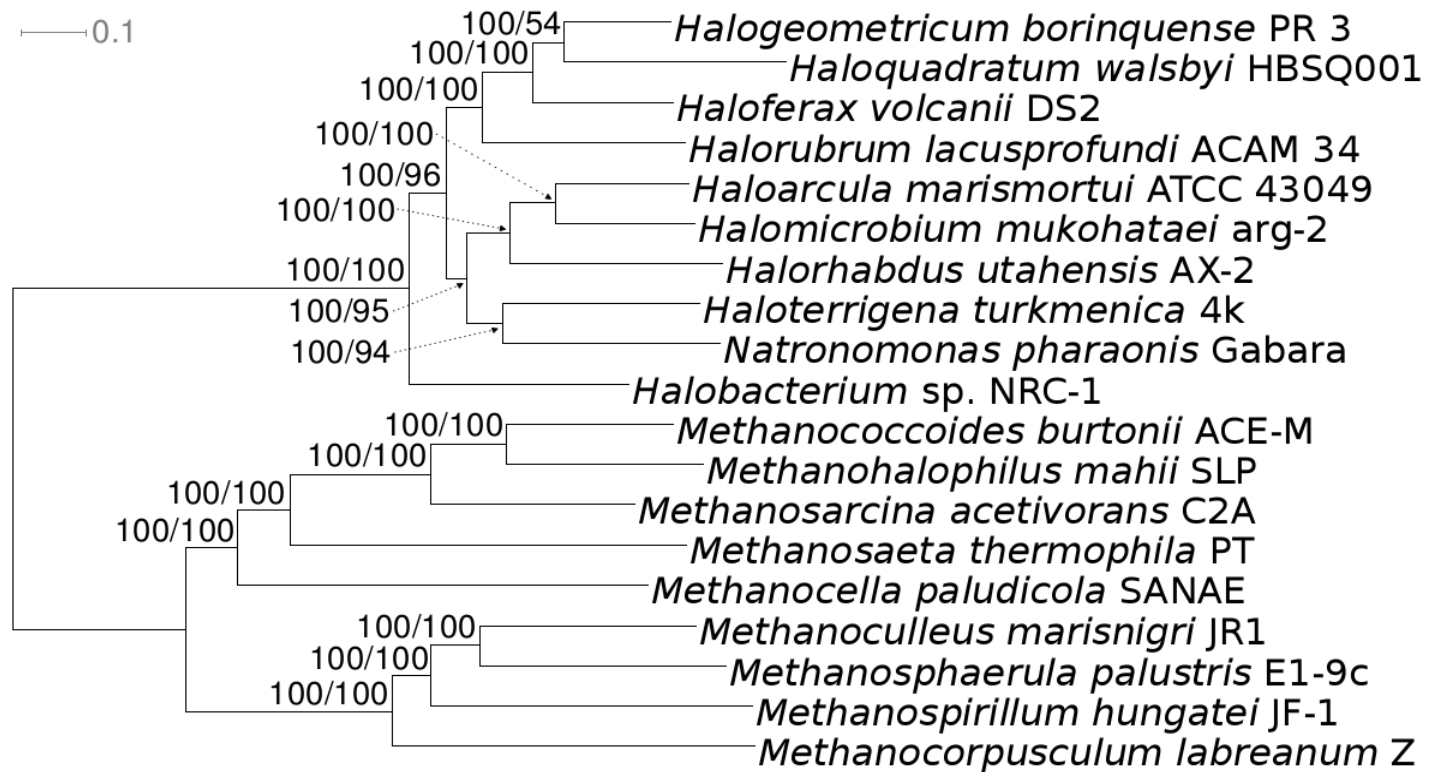 0.1
100/54
Halogeometricum borinquense PR 3
100/100
Haloquadratum walsbyi HBSQ001
100/100
Haloferax volcanii DS2
100/100
Halorubrum lacusprofundi ACAM 34
100/96
Haloarcula marismortui ATCC 43049
100/100
Halomicrobium mukohataei arg-2
100/100
Halorhabdus utahensis AX-2
100/95
Haloterrigena turkmenica 4k
100/94
Natronomonas pharaonis Gabara
Halobacterium sp. NRC-1
100/100
Methanococcoides burtonii ACE-M
100/100
Methanohalophilus mahii SLP
100/100
Methanosarcina acetivorans C2A
100/100
Methanosaeta thermophila PT
Methanocella paludicola SANAE
100/100
Methanoculleus marisnigri JR1
100/100
Methanosphaerula palustris E1-9c
100/100
Methanospirillum hungatei JF-1
Methanocorpusculum labreanum Z